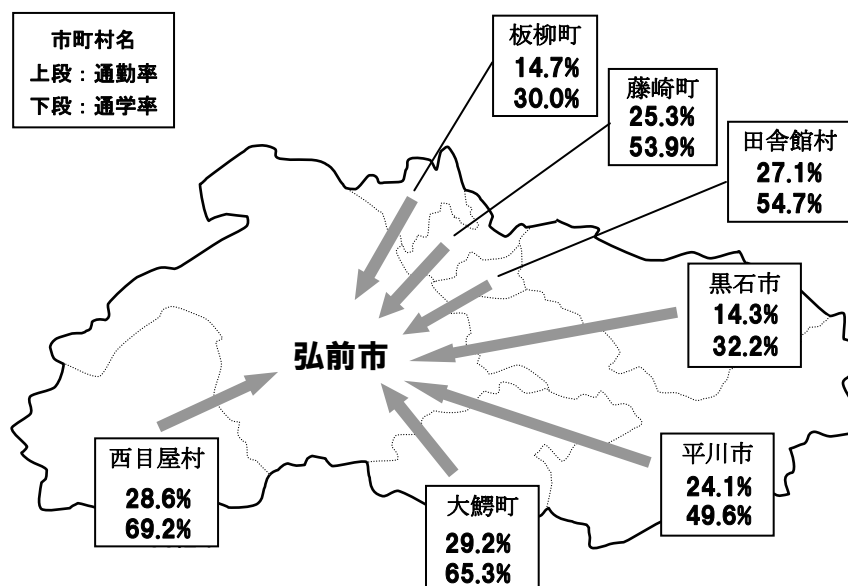 市町村名
上段：通勤率
下段：通学率
板柳町
14.7%
30.0%
藤崎町
25.3%
53.9%
田舎館村
27.1%
54.7%
黒石市
14.3%
32.2%
弘前市
西目屋村
28.6%
69.2%
大鰐町
29.2%
65.3%
平川市
24.1%
49.6%